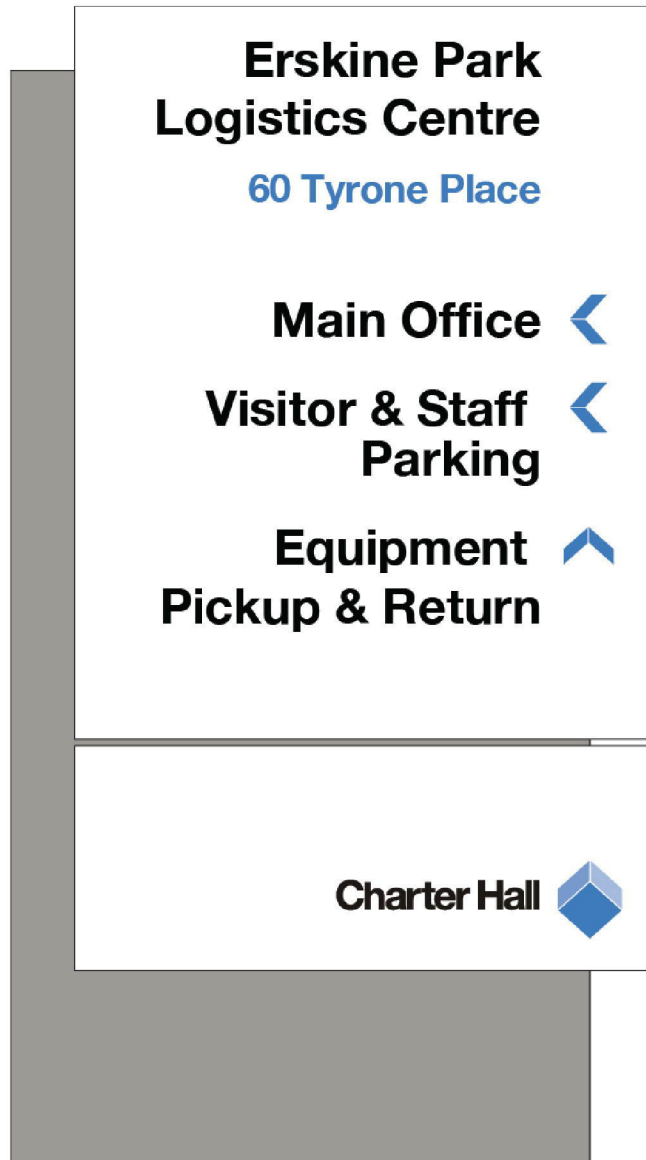 Erskine Park
Logistics Centre
60 Tyrone Place
Main Office
Visitor & Staff
Parking
Equipment
Pickup & Return
Charter Hall